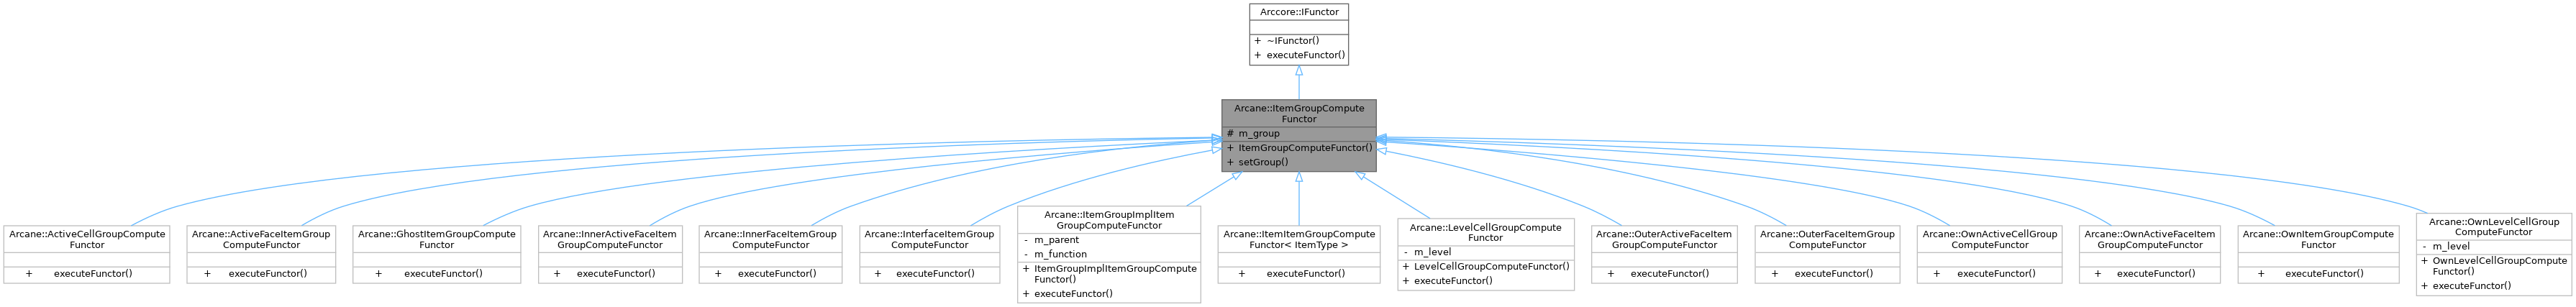 Arccore::IFunctor
+ ~IFunctor()
+ executeFunctor()
Arcane::ItemGroupCompute
Functor
# m_group
+ ItemGroupComputeFunctor()
+ setGroup()
Arcane::ActiveCellGroupCompute
Functor
+ executeFunctor()
Arcane::ActiveFaceItemGroup
ComputeFunctor
+ executeFunctor()
Arcane::GhostItemGroupCompute
Functor
+ executeFunctor()
Arcane::InnerActiveFaceItem
GroupComputeFunctor
+ executeFunctor()
Arcane::InnerFaceItemGroup
ComputeFunctor
+ executeFunctor()
Arcane::InterfaceItemGroup
ComputeFunctor
+ executeFunctor()
Arcane::ItemGroupImplItem
GroupComputeFunctor
- m_parent
- m_function
+ ItemGroupImplItemGroupCompute
Functor()
+ executeFunctor()
Arcane::ItemItemGroupCompute
Functor< ItemType >
+ executeFunctor()
Arcane::LevelCellGroupCompute
Functor
- m_level
+ LevelCellGroupComputeFunctor()
+ executeFunctor()
Arcane::OuterActiveFaceItem
GroupComputeFunctor
+ executeFunctor()
Arcane::OuterFaceItemGroup
ComputeFunctor
+ executeFunctor()
Arcane::OwnActiveCellGroup
ComputeFunctor
+ executeFunctor()
Arcane::OwnActiveFaceItem
GroupComputeFunctor
+ executeFunctor()
Arcane::OwnItemGroupCompute
Functor
+ executeFunctor()
Arcane::OwnLevelCellGroup
ComputeFunctor
- m_level
+ OwnLevelCellGroupCompute
Functor()
+ executeFunctor()